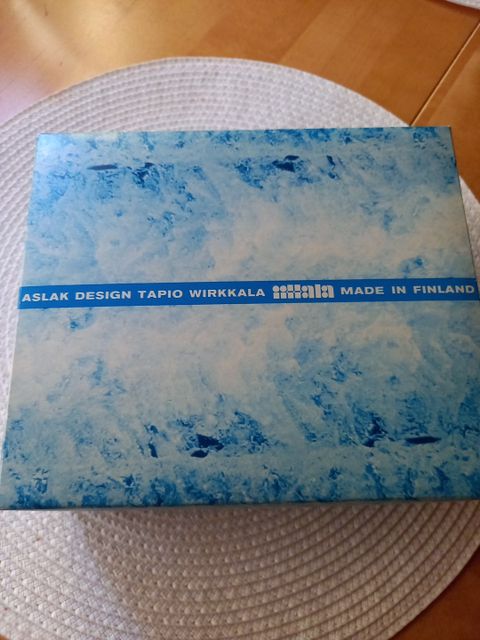 ASLAK DESIGN TAPIO WIRKKALA iittala MADE IN FINLAND